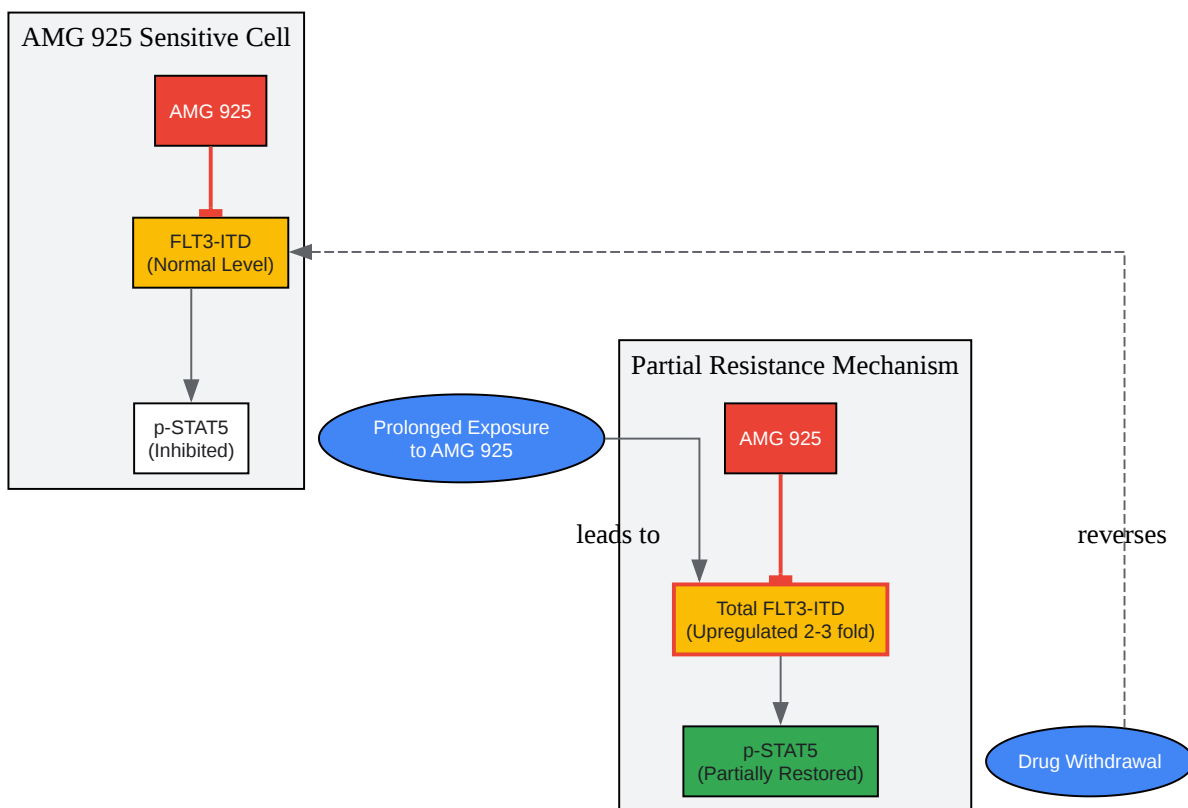 AMG 925 Sensitive Cell
AMG 925
FLT3-ITD
(Normal Level)
p-STAT5
(Inhibited)
Prolonged Exposure
to AMG 925
leads to
Partial Resistance Mechanism
AMG 925
Total FLT3-ITD
(Upregulated 2-3 fold)
p-STAT5
(Partially Restored)
reverses
Drug Withdrawal